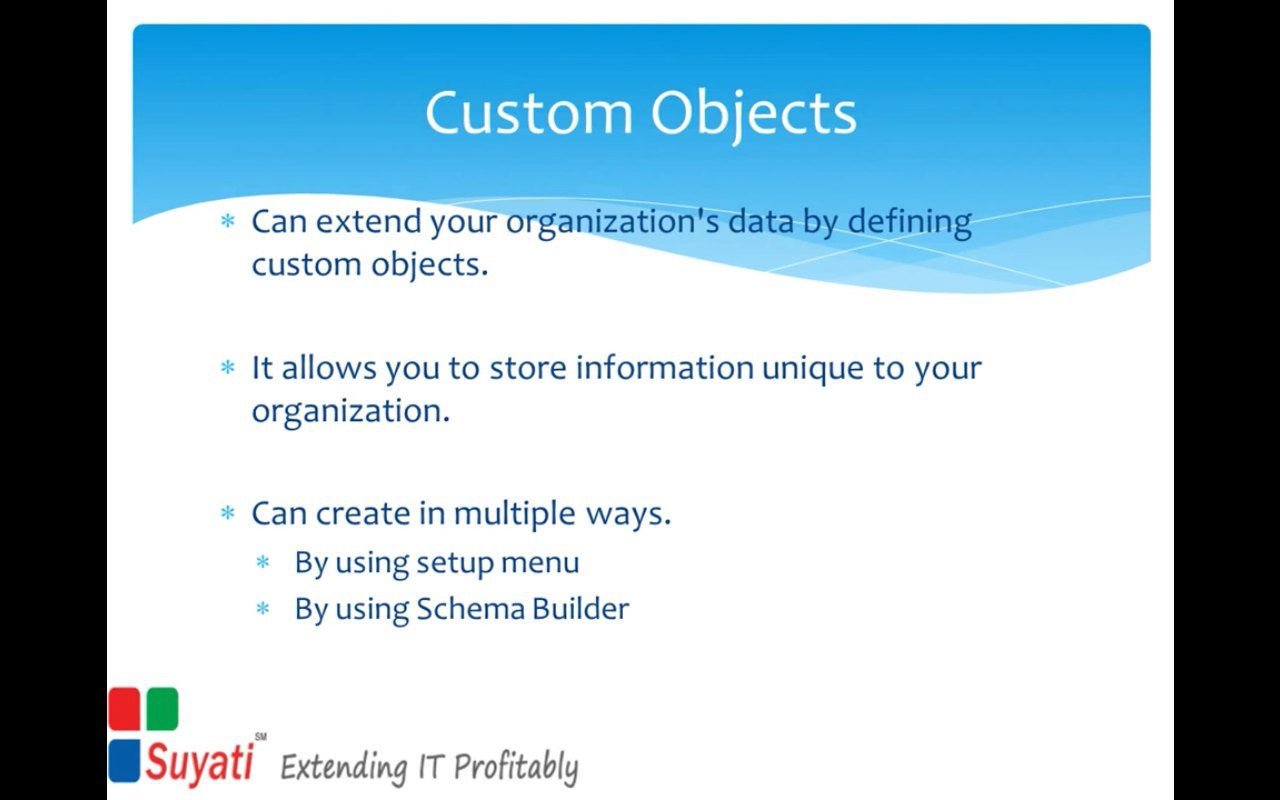 Custom Objects
* Can extend your organization's data by defining
custom objects.
* It allows you to store information unique to your
organization.
* Can create in multiple ways.
* By using setup menu
* By using Schema Builder
Suyati SM Extending IT Profitably